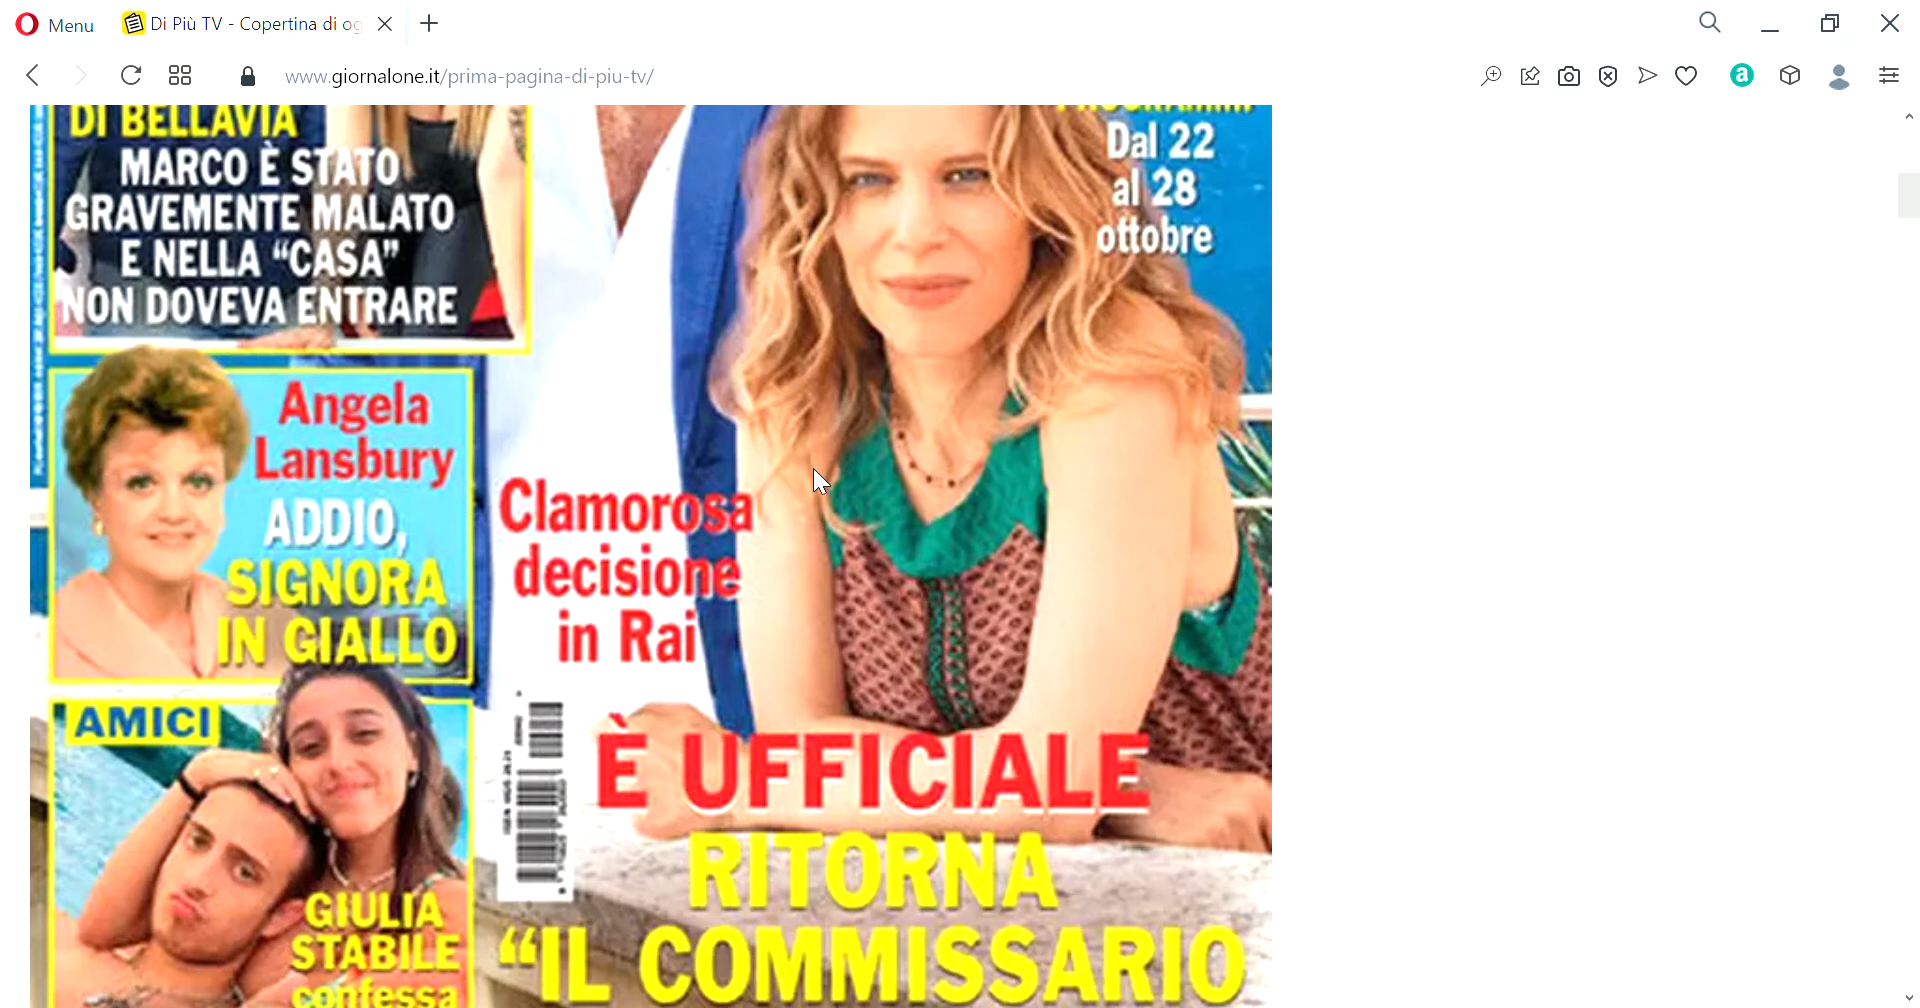 Menu
Di Più TV - Copertina di og
www.giornalone.it/prima-pagina-di-piu-tv/
DI BELLAVIA
MARCO È STATO
GRAVEMENTE MALATO
E NELLA “CASA”
NON DOVEVA ENTRARE
Dal 22
al 28
ottobre
Angela
Lansbury
ADDIO,
SIGNORA
IN GIALLO
Clamorosa
decisione
in Rai
AMICI
GIULIA
STABILE
confessa
È UFFICIALE
RITORNA
“IL COMMISSARIO